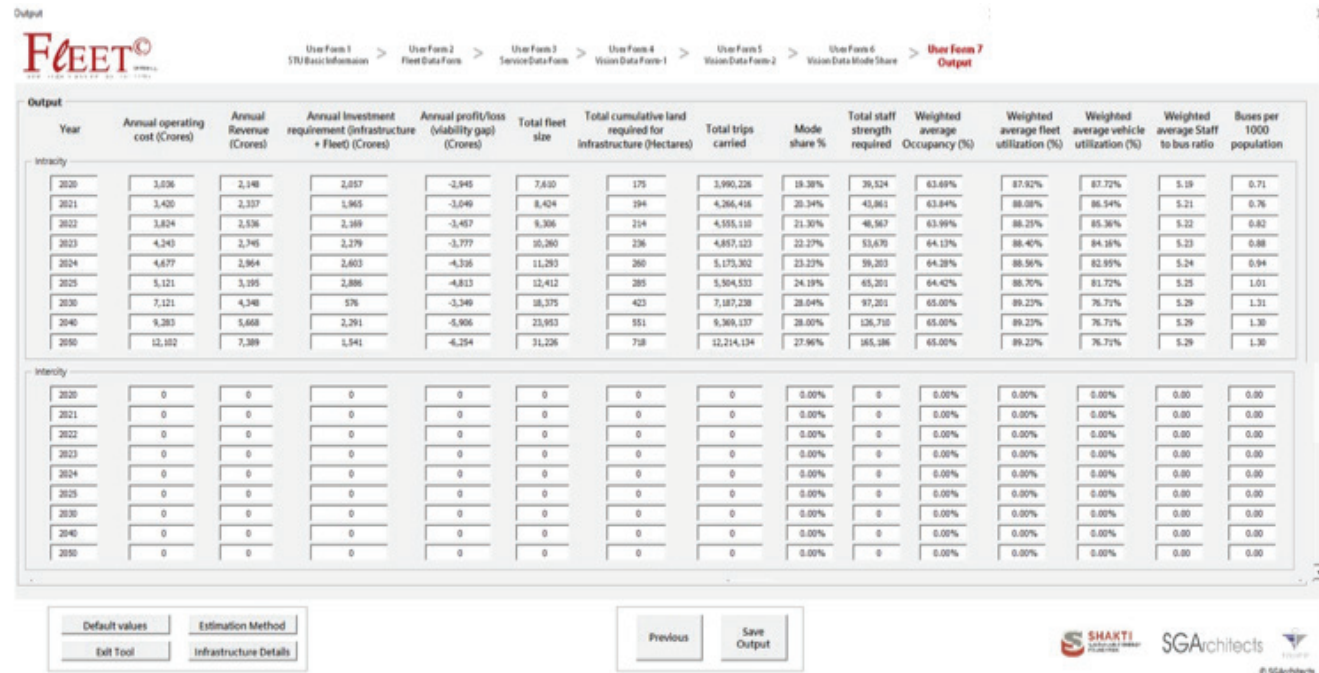 Output
FLEET©
User Form 1 > User Form 2 > User Form 3 > User Form 4 > User Form 5 > User Form 6 > User Form 7
STU Basic Informaion Fleet Data Form Service Data Form Vision Data Form-1 Vision Data Form-2 Vision Data Mode Share Output
Output
Year Annual operating cost (Crores) Annual Revenue (Crores) Annual Investment requirement (infrastructure + Fleet) (Crores) Annual profit/loss (viability gap) (Crores) Total fleet size Total cumulative land required for infrastructure (Hectares) Total trips carried Mode share % Total staff strength required Weighted average Occupancy (%) Weighted average fleet utilization (%) Weighted average vehicle utilization (%) Weighted average Staff to bus ratio Buses per 1000 population
Intracity
2020 3,036 2,148 2,057 -2,945 7,610 175 3,990,226 19.38% 39,524 63.69% 87.92% 87.72% 5.19 0.71
2021 3,420 2,337 1,965 -3,049 8,424 194 4,266,416 20.34% 43,861 63.84% 88.08% 86.54% 5.21 0.76
2022 3,824 2,536 2,169 -3,457 9,306 214 4,555,110 21.30% 48,567 63.99% 88.25% 85.36% 5.22 0.82
2023 4,243 2,745 2,279 -3,777 10,260 236 4,857,123 22.27% 53,670 64.13% 88.40% 84.16% 5.23 0.88
2024 4,677 2,964 2,603 -4,316 11,293 260 5,173,302 23.23% 59,203 64.28% 88.56% 82.95% 5.24 0.94
2025 5,121 3,195 2,886 -4,813 12,412 285 5,504,533 24.19% 65,201 64.42% 88.70% 81.72% 5.25 1.01
2030 7,121 4,348 576 -3,349 18,375 423 7,187,238 28.04% 97,201 65.00% 89.23% 76.71% 5.29 1.31
2040 9,283 5,668 2,291 -5,906 23,953 551 9,369,137 28.00% 126,710 65.00% 89.23% 76.71% 5.29 1.30
2050 12,102 7,389 1,541 -6,254 31,226 718 12,214,134 27.96% 165,186 65.00% 89.23% 76.71% 5.29 1.30
Intercity
2020 0 0 0 0 0 0 0 0.00% 0 0.00% 0.00% 0.00% 0.00 0.00
2021 0 0 0 0 0 0 0 0.00% 0 0.00% 0.00% 0.00% 0.00 0.00
2022 0 0 0 0 0 0 0 0.00% 0 0.00% 0.00% 0.00% 0.00 0.00
2023 0 0 0 0 0 0 0 0.00% 0 0.00% 0.00% 0.00% 0.00 0.00
2024 0 0 0 0 0 0 0 0.00% 0 0.00% 0.00% 0.00% 0.00 0.00
2025 0 0 0 0 0 0 0 0.00% 0 0.00% 0.00% 0.00% 0.00 0.00
2030 0 0 0 0 0 0 0 0.00% 0 0.00% 0.00% 0.00% 0.00 0.00
2040 0 0 0 0 0 0 0 0.00% 0 0.00% 0.00% 0.00% 0.00 0.00
2050 0 0 0 0 0 0 0 0.00% 0 0.00% 0.00% 0.00% 0.00 0.00
Default values Estimation Method
Exit Tool Infrastructure Details
Previous Save Output
SHAKTI
SGArchitects
© SGArchitects